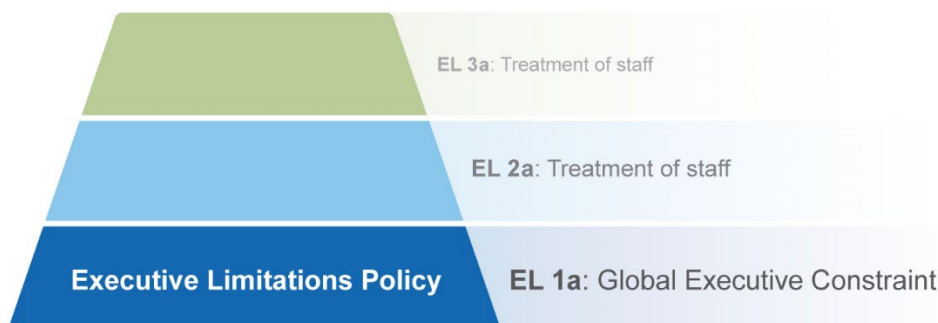 EL 3a: Treatment of staff
EL 2a: Treatment of staff
Executive Limitations Policy EL 1a: Global Executive Constraint